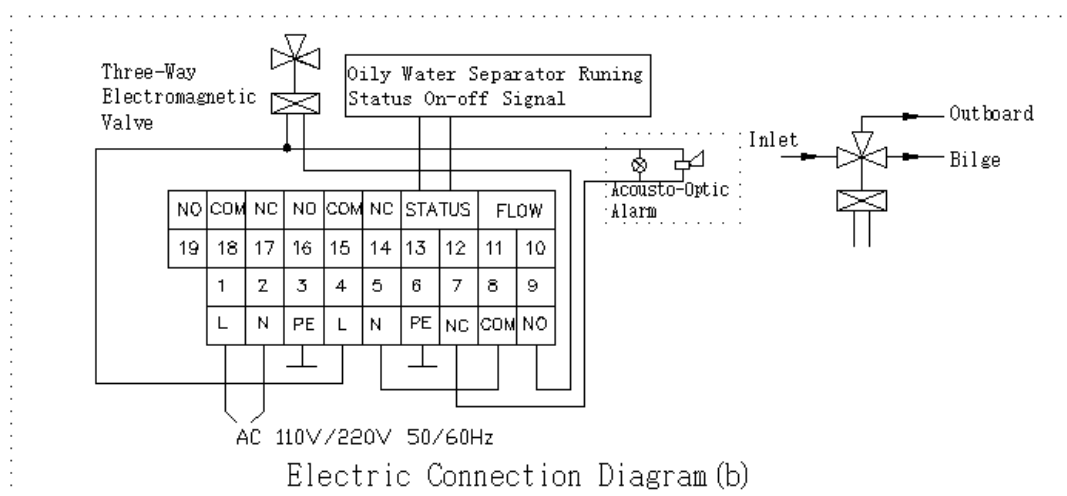 Three-Way
Electromagnetic
Valve
Oily Water Separator Runing
Status On-off Signal
Outboard
Inlet
Bilge
Acousto-Optic
Alarm
NO COM NC NO COM NC STATUS FLOW
19 18 17 16 15 14 13 12 11 10
1 2 3 4 5 6 7 8 9
L N PE L N PE NC COM NO
AC 110V/220V 50/60Hz
Electric Connection Diagram(b)